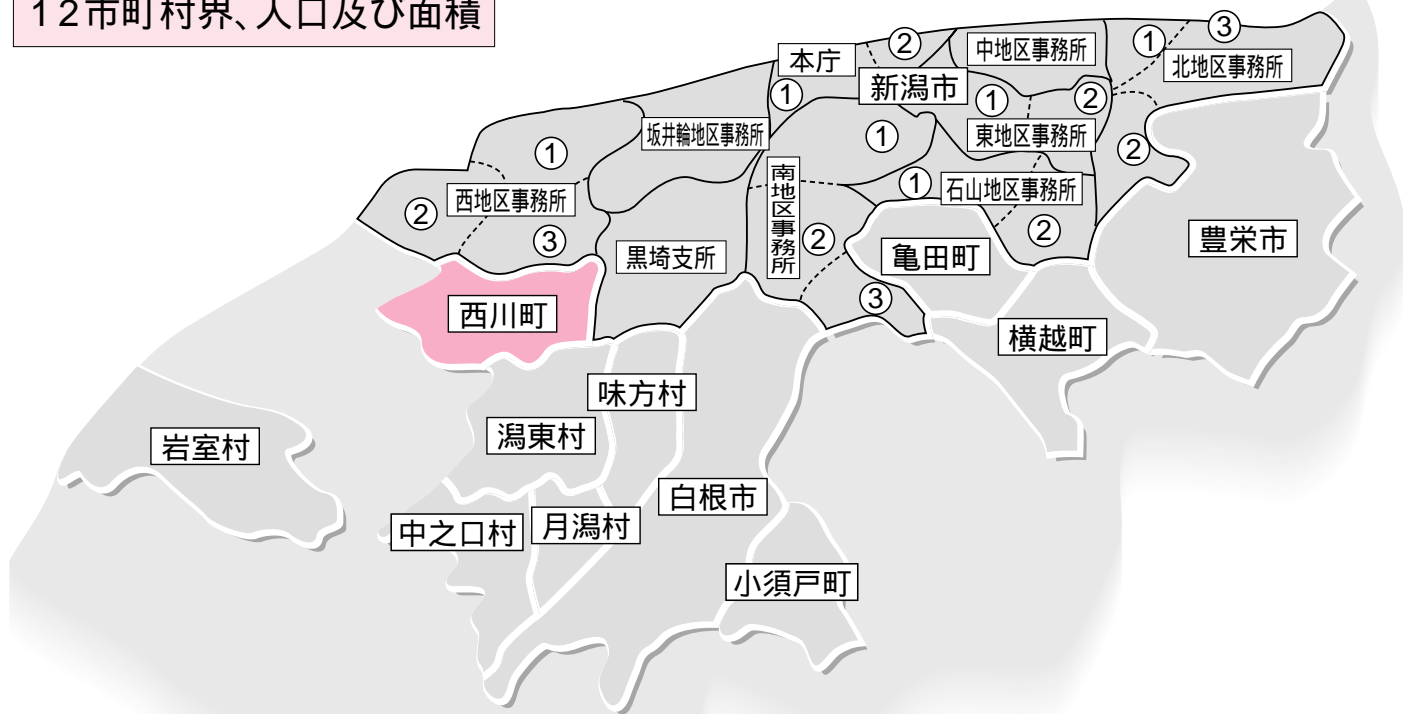 12市町村界、人口及び面積
③
①
②
中地区事務所
本庁
北地区事務所
新潟市
①
①
②
坂井輪地区事務所
①
東地区事務所
①
②
南地区事務所
①
石山地区事務所
西地区事務所
②
②
②
③
黒埼支所
亀田町
豊栄市
③
西川町
横越町
味方村
潟東村
岩室村
白根市
中之口村
月潟村
小須戸町